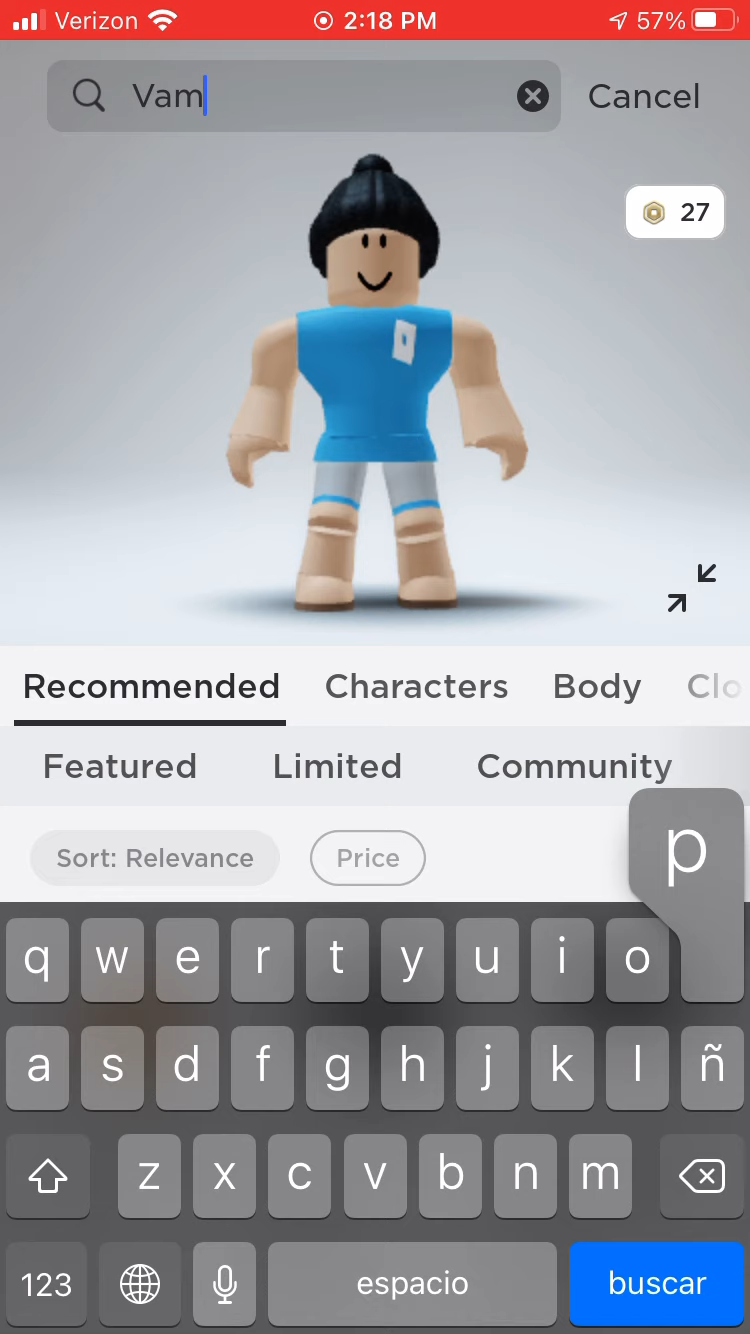 Verizon 2:18 PM 57%
Vam Cancel
27
Recommended Characters Body Clo
Featured Limited Community
Sort: Relevance Price
p
q w e r t y u i o
a s d f g h j k l ñ
z x c v b n m
123 espacio buscar